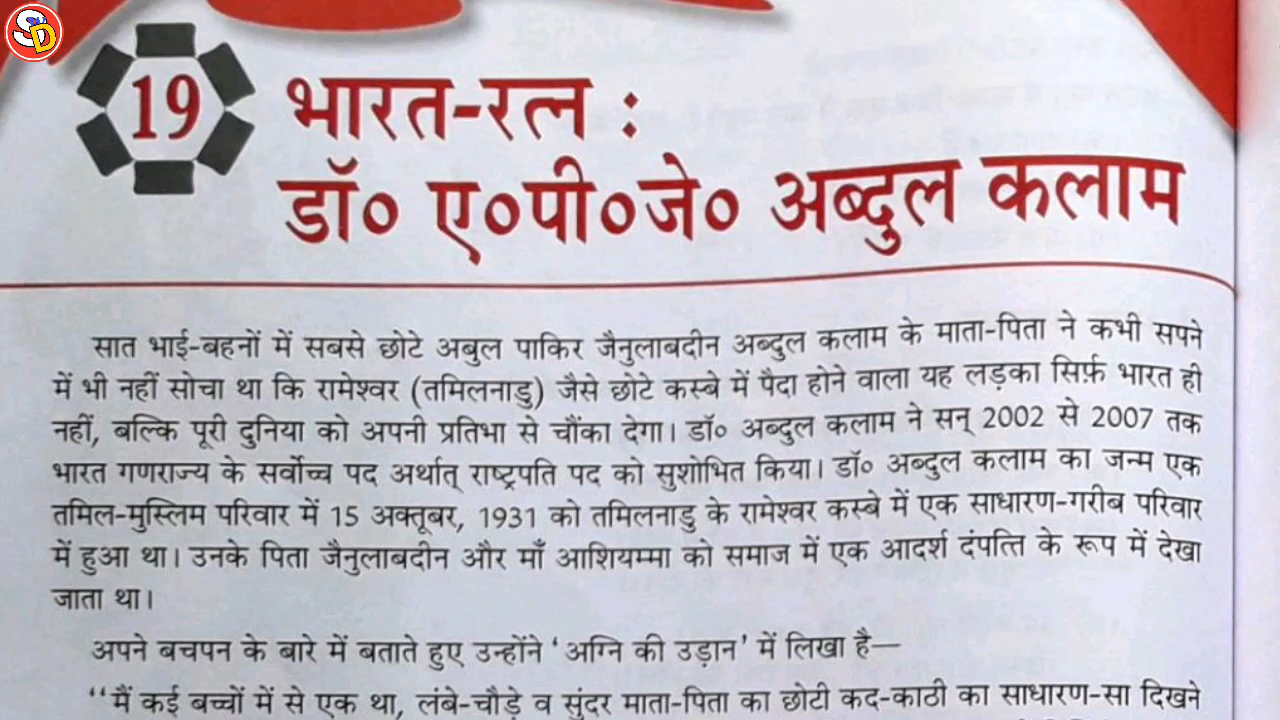 SD
19
भारत-रत्न :
डॉ० ए०पी०जे० अब्दुल कलाम
सात भाई-बहनों में सबसे छोटे अबुल पाकिर जैनुलाबदीन अब्दुल कलाम के माता-पिता ने कभी सपने
में भी नहीं सोचा था कि रामेश्वर (तमिलनाडु) जैसे छोटे कस्बे में पैदा होने वाला यह लड़का सिर्फ़ भारत ही
नहीं, बल्कि पूरी दुनिया को अपनी प्रतिभा से चौंका देगा। डॉ० अब्दुल कलाम ने सन् 2002 से 2007 तक
भारत गणराज्य के सर्वोच्च पद अर्थात् राष्ट्रपति पद को सुशोभित किया। डॉ० अब्दुल कलाम का जन्म एक
तमिल-मुस्लिम परिवार में 15 अक्तूबर, 1931 को तमिलनाडु के रामेश्वर कस्बे में एक साधारण-गरीब परिवार
में हुआ था। उनके पिता जैनुलाबदीन और माँ आशियम्मा को समाज में एक आदर्श दंपत्ति के रूप में देखा
जाता था।
अपने बचपन के बारे में बताते हुए उन्होंने ‘अग्नि की उड़ान’ में लिखा है—
“मैं कई बच्चों में से एक था, लंबे-चौड़े व सुंदर माता-पिता का छोटी कद-काठी का साधारण-सा दिखने